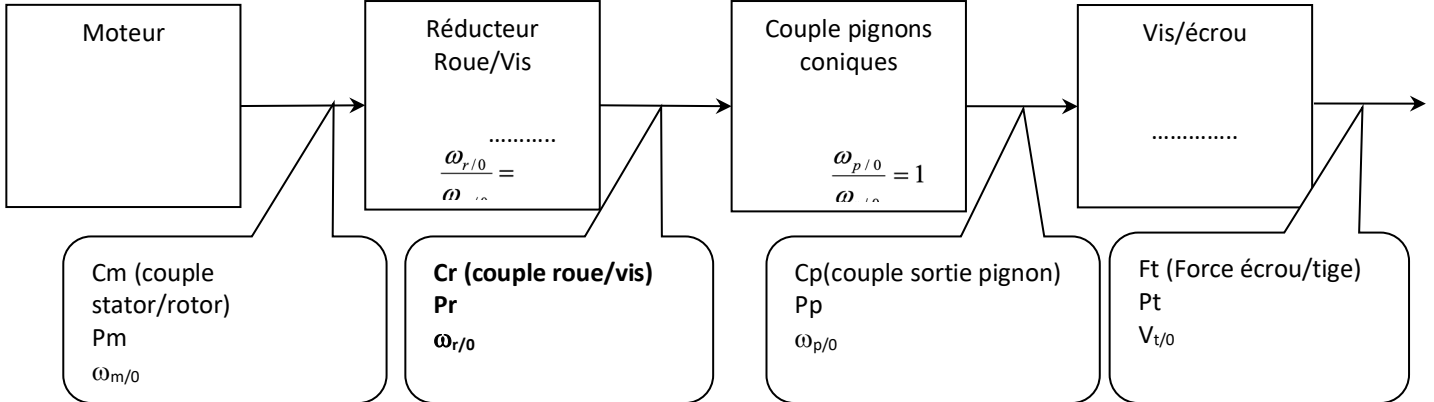 Moteur
Réducteur
Roue/Vis
...........
ω r/0 =
ω
Couple pignons
coniques
ω p/0 = 1
ω
Vis/écrou
..............
Cm (couple
stator/rotor)
Pm
ωm/0
Cr (couple roue/vis)
Pr
ωr/0
Cp(couple sortie pignon)
Pp
ωp/0
Ft (Force écrou/tige)
Pt
Vt/0